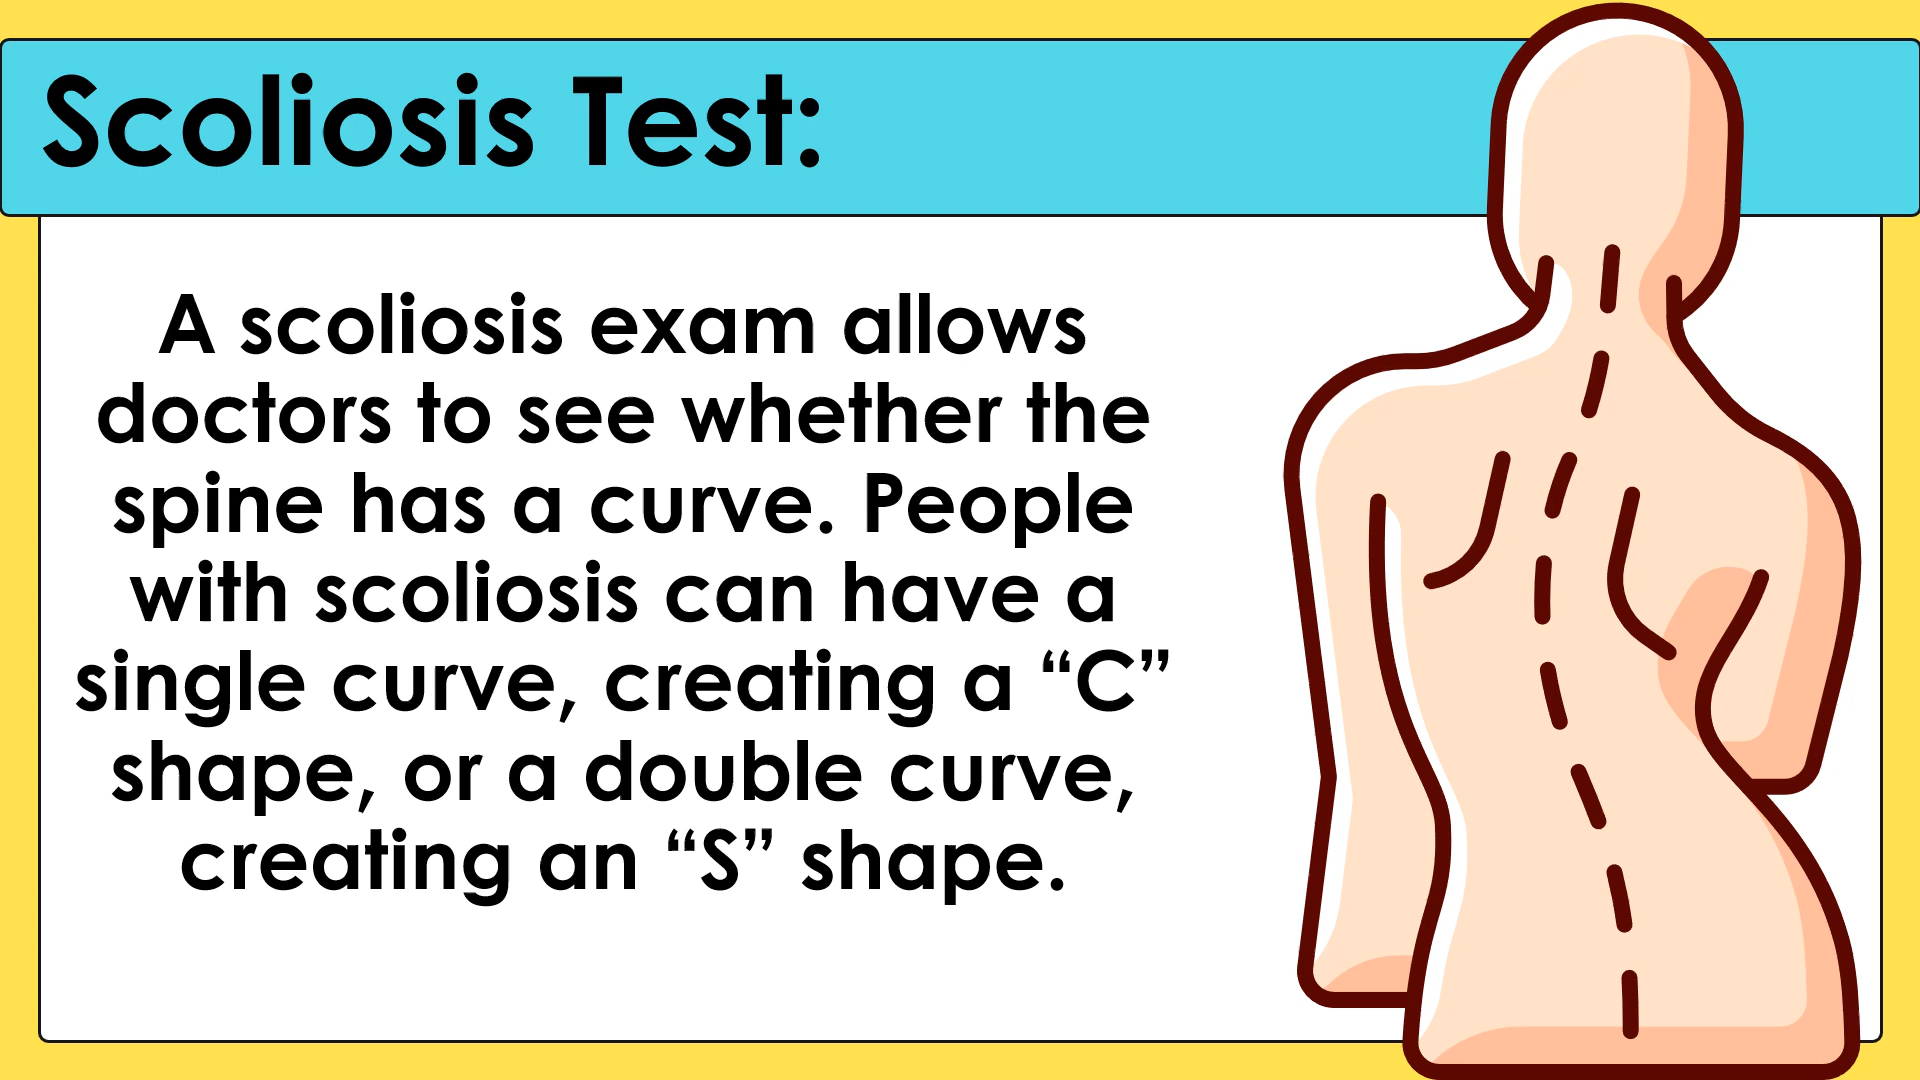 Scoliosis Test:
A scoliosis exam allows
doctors to see whether the
spine has a curve. People
with scoliosis can have a
single curve, creating a “C”
shape, or a double curve,
creating an “S” shape.